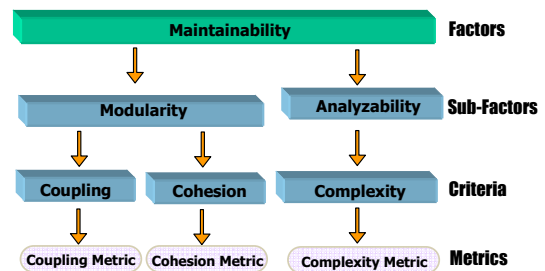 Maintainability Factors
Modularity Analyzability Sub-Factors
Coupling Cohesion Complexity Criteria
Coupling Metric Cohesion Metric Complexity Metric Metrics